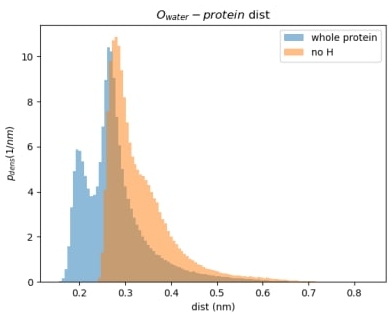 O_water − protein dist
whole protein
no H
p_dens(1/nm)
10
8
6
4
2
0
0.2 0.3 0.4 0.5 0.6 0.7 0.8
dist (nm)